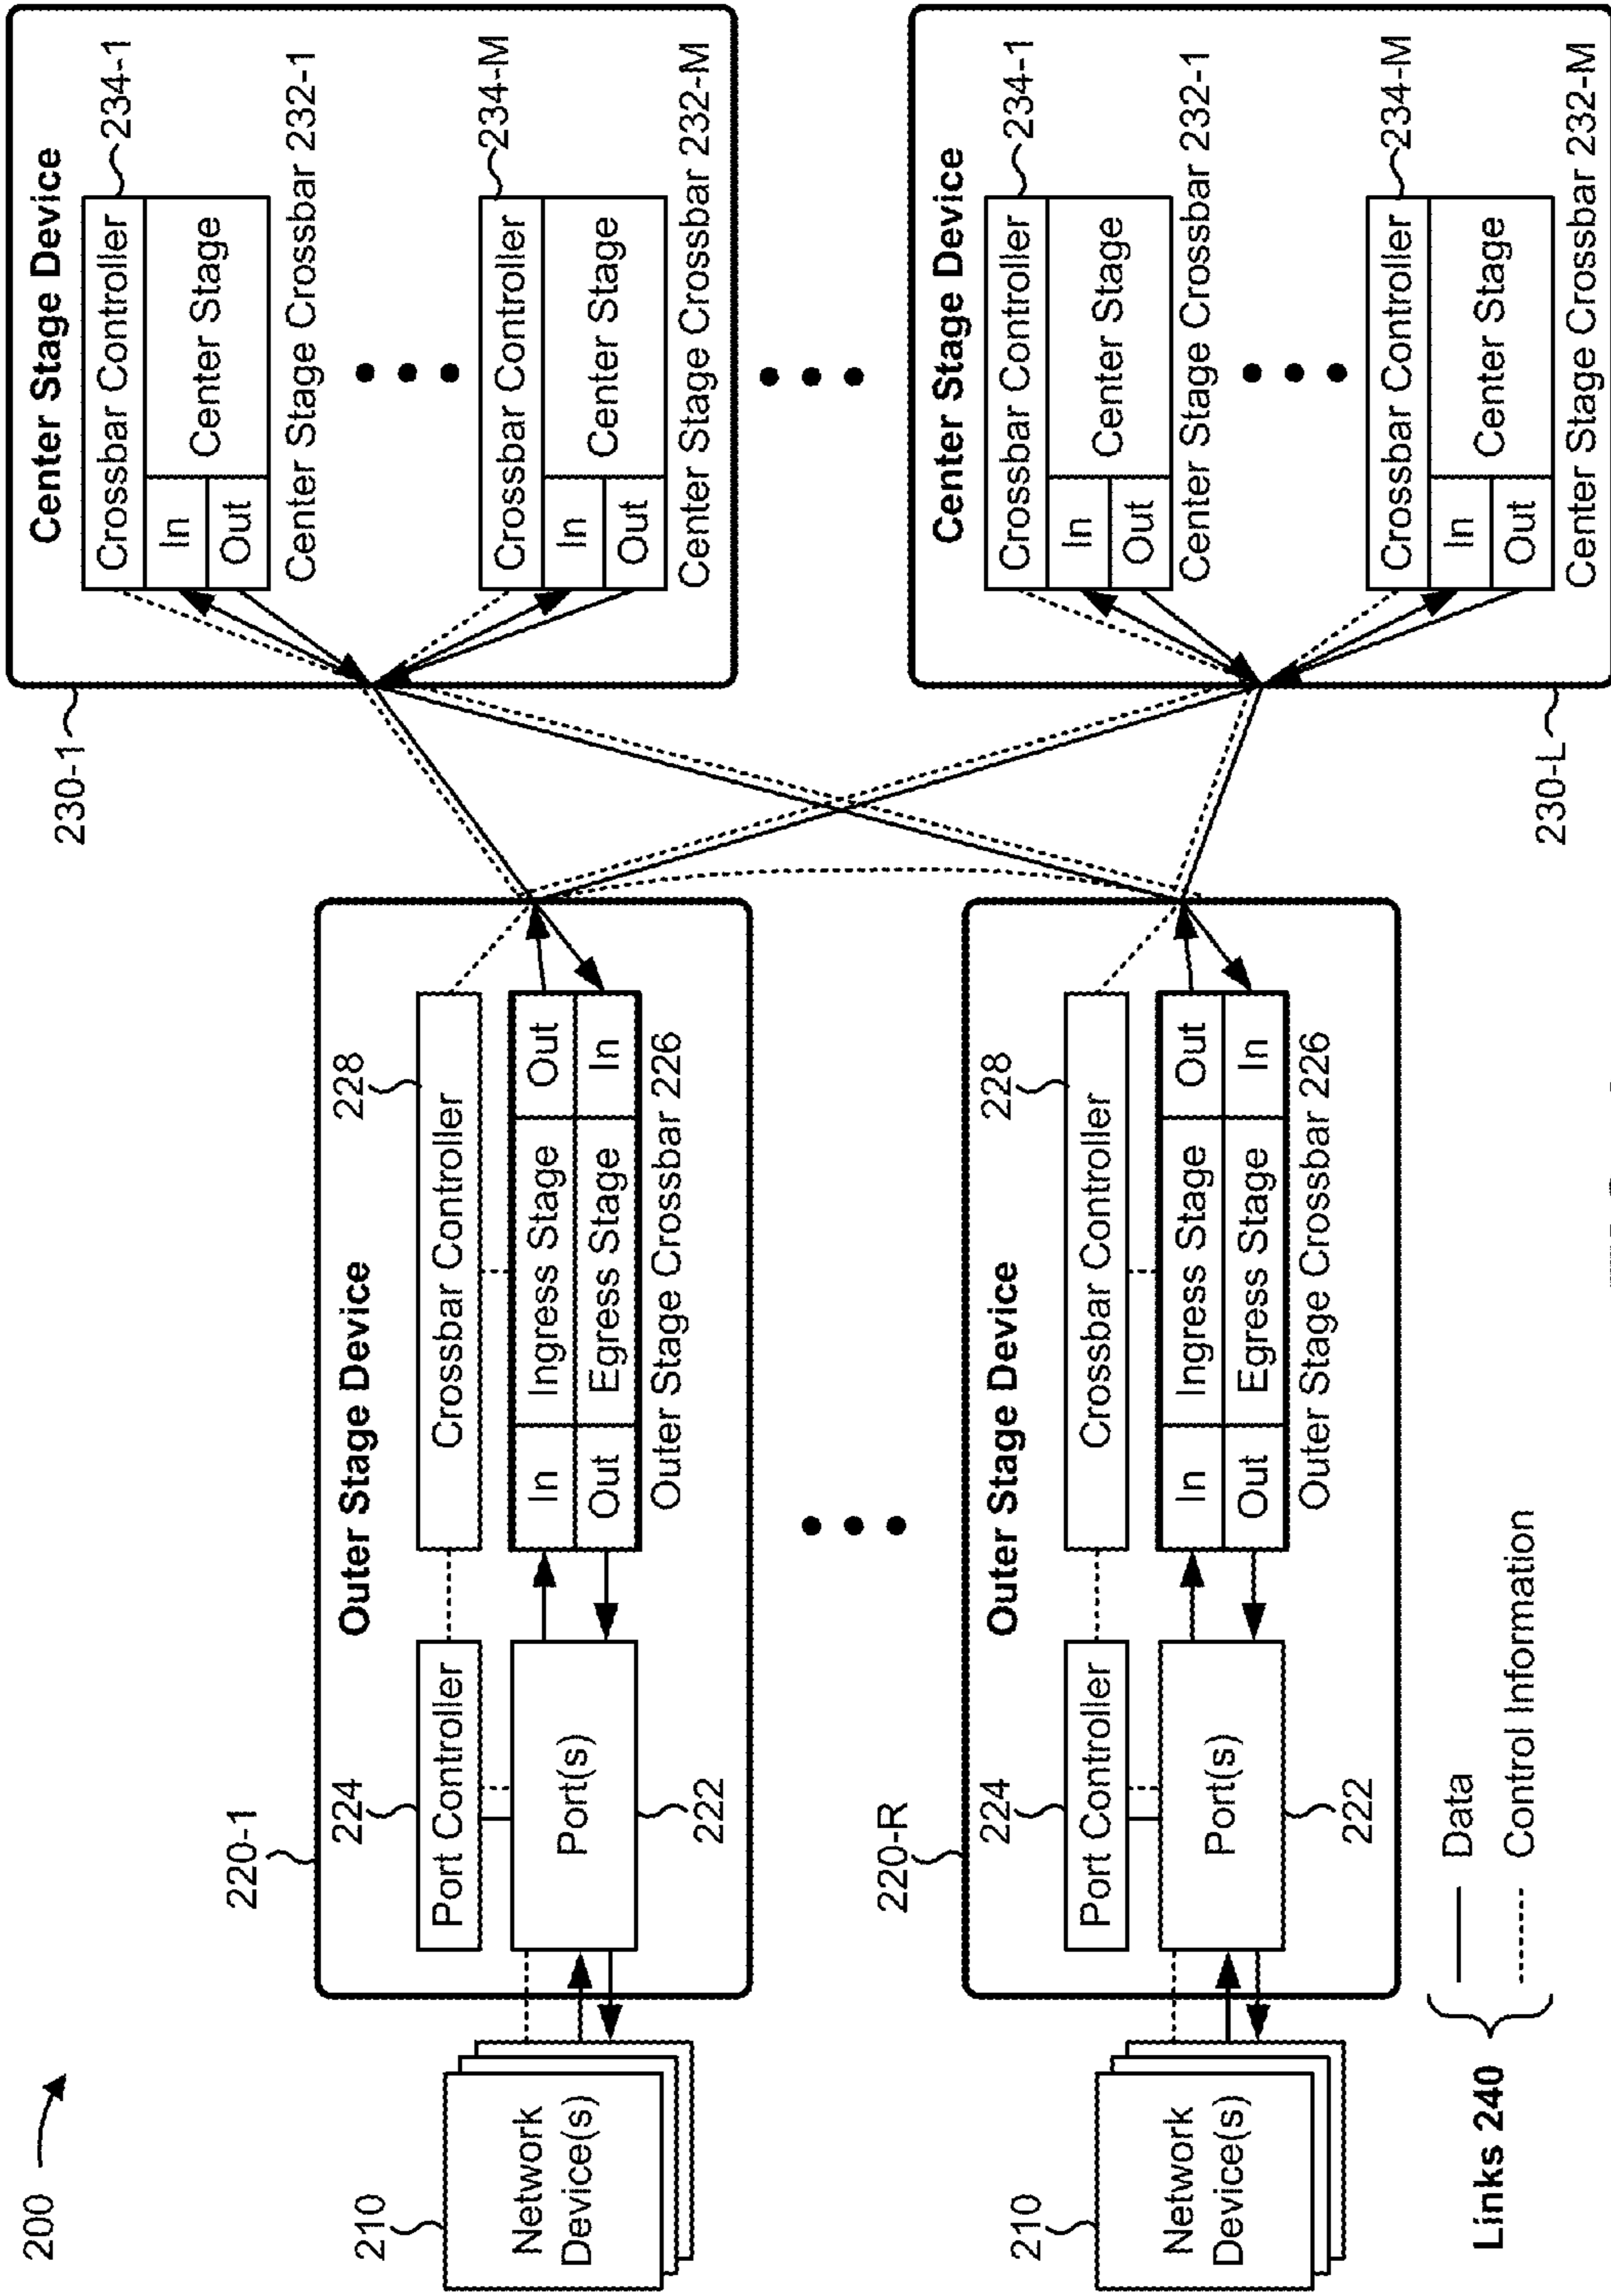 200
210
Network
Device(s)
220-1
Outer Stage Device
224
Port Controller
Port(s)
222
228
Crossbar Controller
In
Ingress Stage
Out
Out
Egress Stage
In
Outer Stage Crossbar 226
210
Network
Device(s)
220-R
Outer Stage Device
224
Port Controller
Port(s)
222
228
Crossbar Controller
In
Ingress Stage
Out
Out
Egress Stage
In
Outer Stage Crossbar 226
230-1
Center Stage Device
Crossbar Controller
234-1
In
Out
Center Stage
Center Stage Crossbar 232-1
Crossbar Controller
234-M
In
Out
Center Stage
Center Stage Crossbar 232-M
230-L
Center Stage Device
Crossbar Controller
234-1
In
Out
Center Stage
Center Stage Crossbar 232-1
Crossbar Controller
234-M
In
Out
Center Stage
Center Stage Crossbar 232-M
Links 240
Data
Control Information